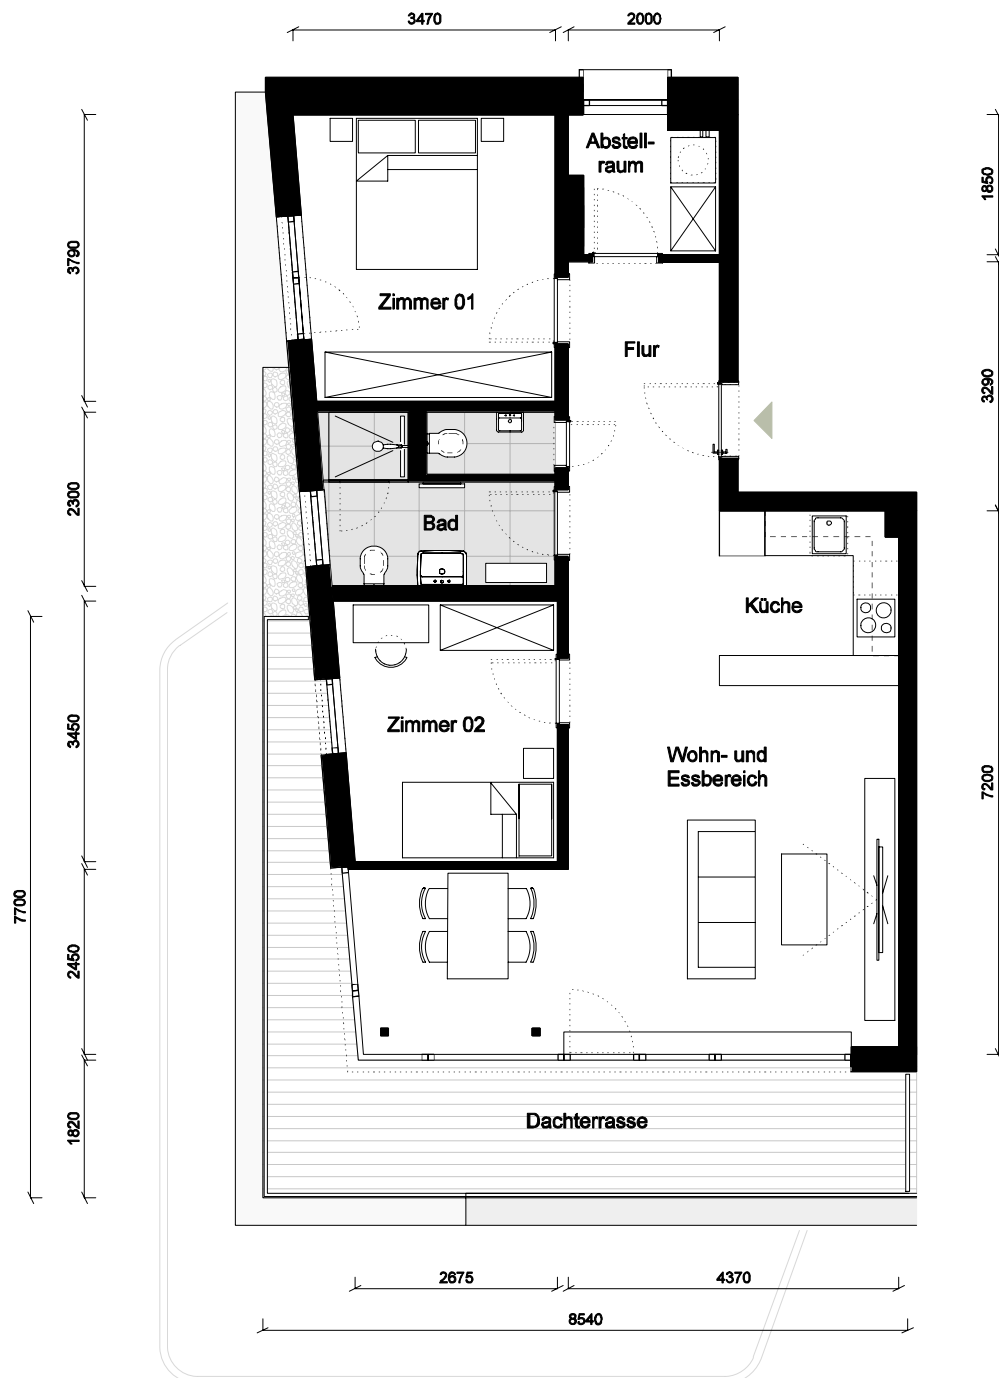 3470
2000
Abstell-
raum
1850
3790
Zimmer 01
Flur
3290
2300
Bad
Küche
3450
Zimmer 02
Wohn- und
Essbereich
7200
7700
2450
1820
Dachterrasse
2675
4370
8540